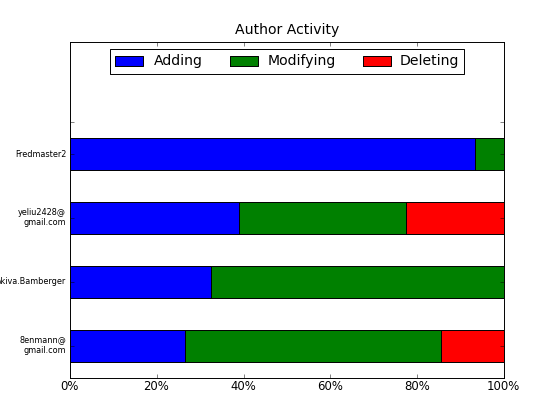 Author Activity
Adding Modifying Deleting
Fredmaster2
yeliu2428@
gmail.com
kiva.Bamberger
8enmann@
gmail.com
0% 20% 40% 60% 80% 100%